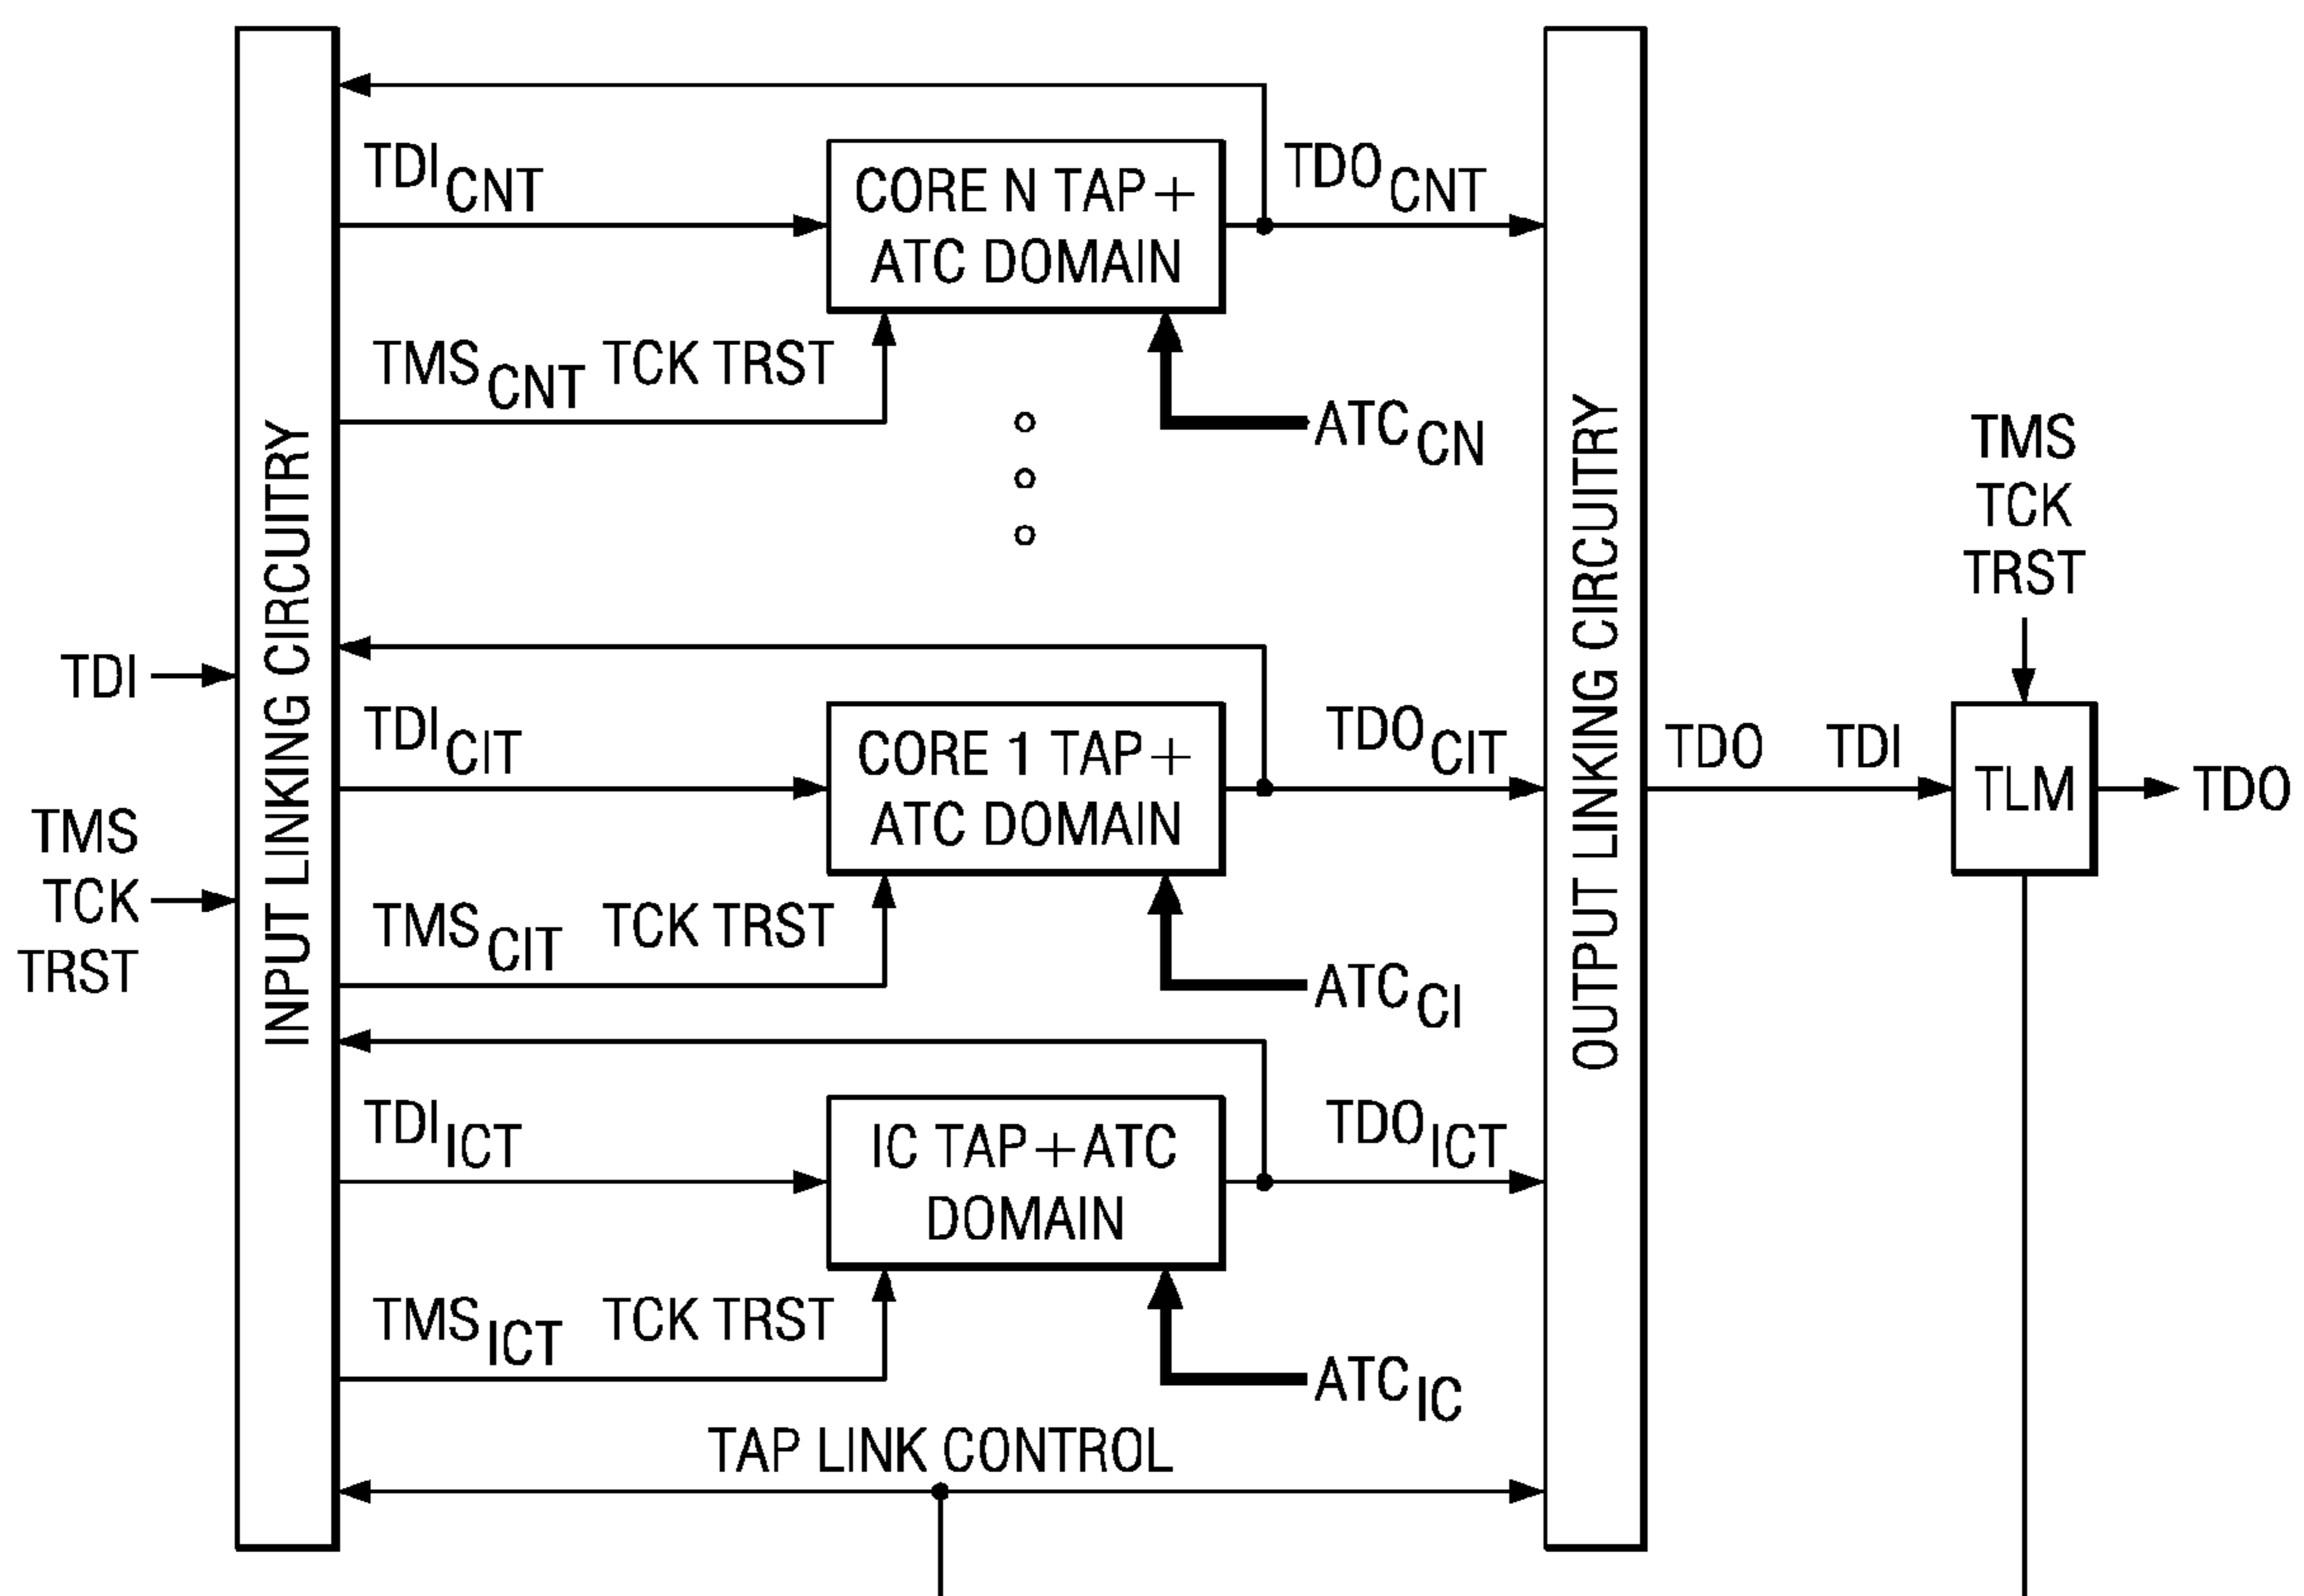 TDI CNT
CORE N TAP+
ATC DOMAIN
TDO CNT
TMS CNT TCK TRST
ATC CN
INPUT LINKING CIRCUITRY
OUTPUT LINKING CIRCUITRY
TMS
TCK
TRST
TDI
TDI CIT
CORE 1 TAP+
ATC DOMAIN
TDO CIT
TDO TDI
TLM
TDO
TMS
TCK
TRST
TMS CIT TCK TRST
ATC CI
TDI ICT
IC TAP+ATC
DOMAIN
TDO ICT
TMS ICT TCK TRST
ATC IC
TAP LINK CONTROL